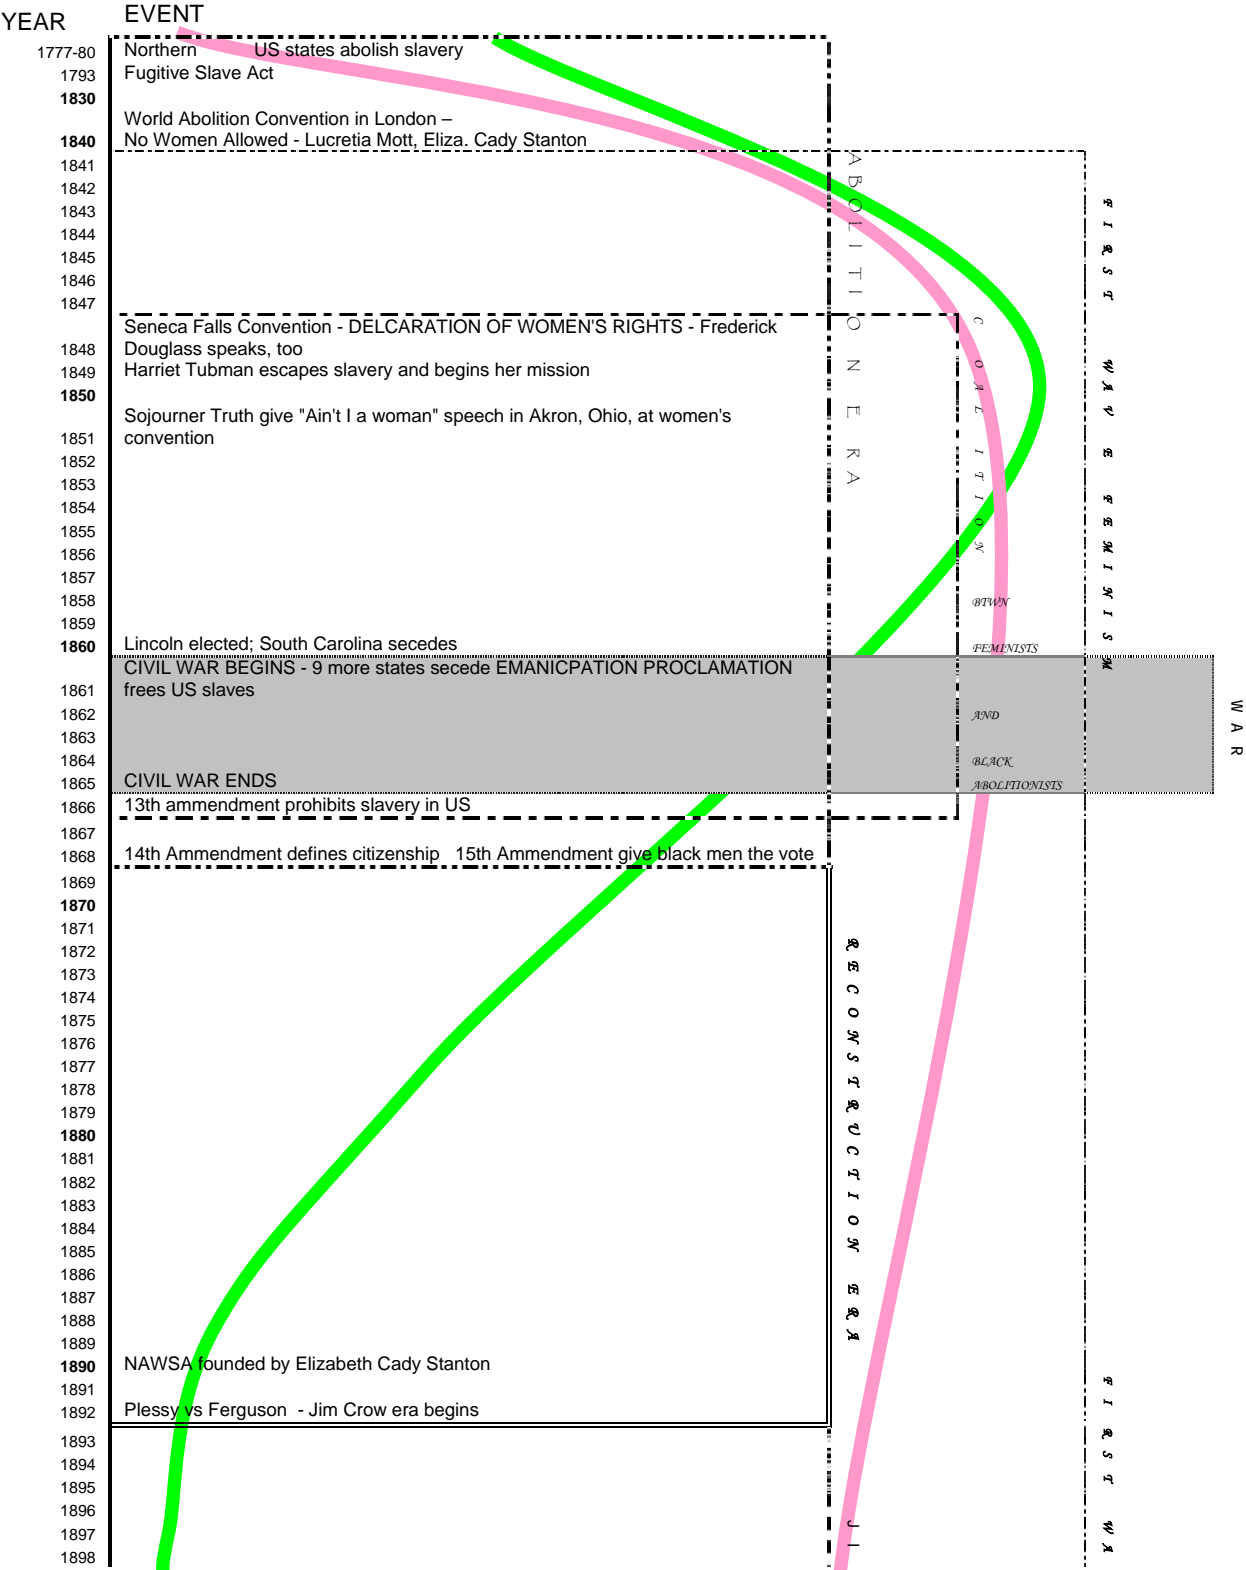 YEAR EVENT
1777-80 Northern US states abolish slavery
1793 Fugitive Slave Act
1830
World Abolition Convention in London –
1840 No Women Allowed - Lucretia Mott, Eliza. Cady Stanton
1841
1842
1843
1844
1845
1846
1847
Seneca Falls Convention - DELCARATION OF WOMEN'S RIGHTS - Frederick
1848 Douglass speaks, too
1849 Harriet Tubman escapes slavery and begins her mission
1850
Sojourner Truth give "Ain't I a woman" speech in Akron, Ohio, at women's
1851 convention
1852
1853
1854
1855
1856
1857
1858
1859
1860 Lincoln elected; South Carolina secedes
CIVIL WAR BEGINS - 9 more states secede EMANICPATION PROCLAMATION
1861 frees US slaves
1862
1863
1864
1865 CIVIL WAR ENDS
1866 13th ammendment prohibits slavery in US
1867
1868 14th Ammendment defines citizenship 15th Ammendment give black men the vote
1869
1870
1871
1872
1873
1874
1875
1876
1877
1878
1879
1880
1881
1882
1883
1884
1885
1886
1887
1888
1889
1890 NAWSA founded by Elizabeth Cady Stanton
1891
1892 Plessy vs Ferguson - Jim Crow era begins
1893
1894
1895
1896
1897
1898
ABOLITION ERA
RECONSTRUCTION ERA
JI
COALITION
BTWN
FEMINISTS
AND
BLACK
ABOLITIONISTS
FIRST WAVE FEMINISM
FIRST WA
WAR